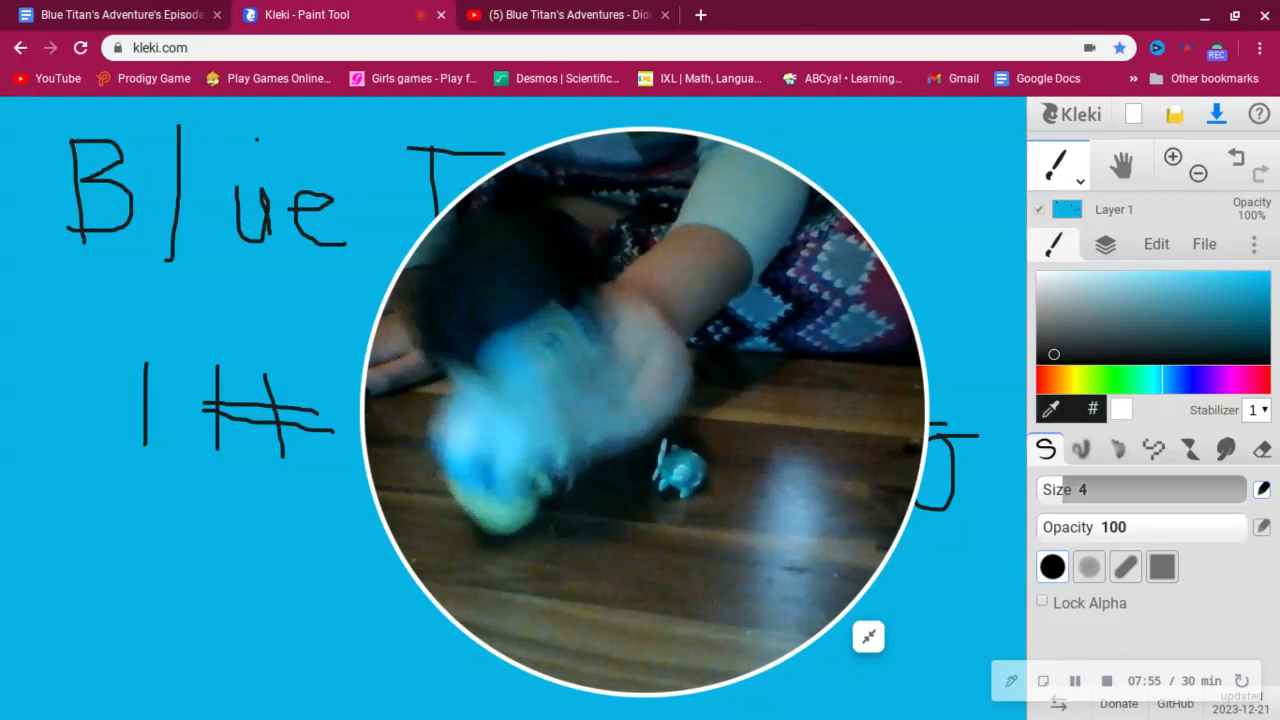 Blue Titan's Adventure's Episode
Kleki - Paint Tool
(5) Blue Titan's Adventures - Did
kleki.com
YouTube
Prodigy Game
Play Games Online...
Girls games - Play f...
Desmos | Scientific...
IXL | Math, Langua...
ABCya! • Learning...
Gmail
Google Docs
»
Other bookmarks
REC
Kleki
Layer 1
Opacity
100%
Edit
File
#
Stabilizer
1
Size 4
Opacity 100
Lock Alpha
07:55 / 30 min
Donate
GitHub
updated
2023-12-21
Blue T